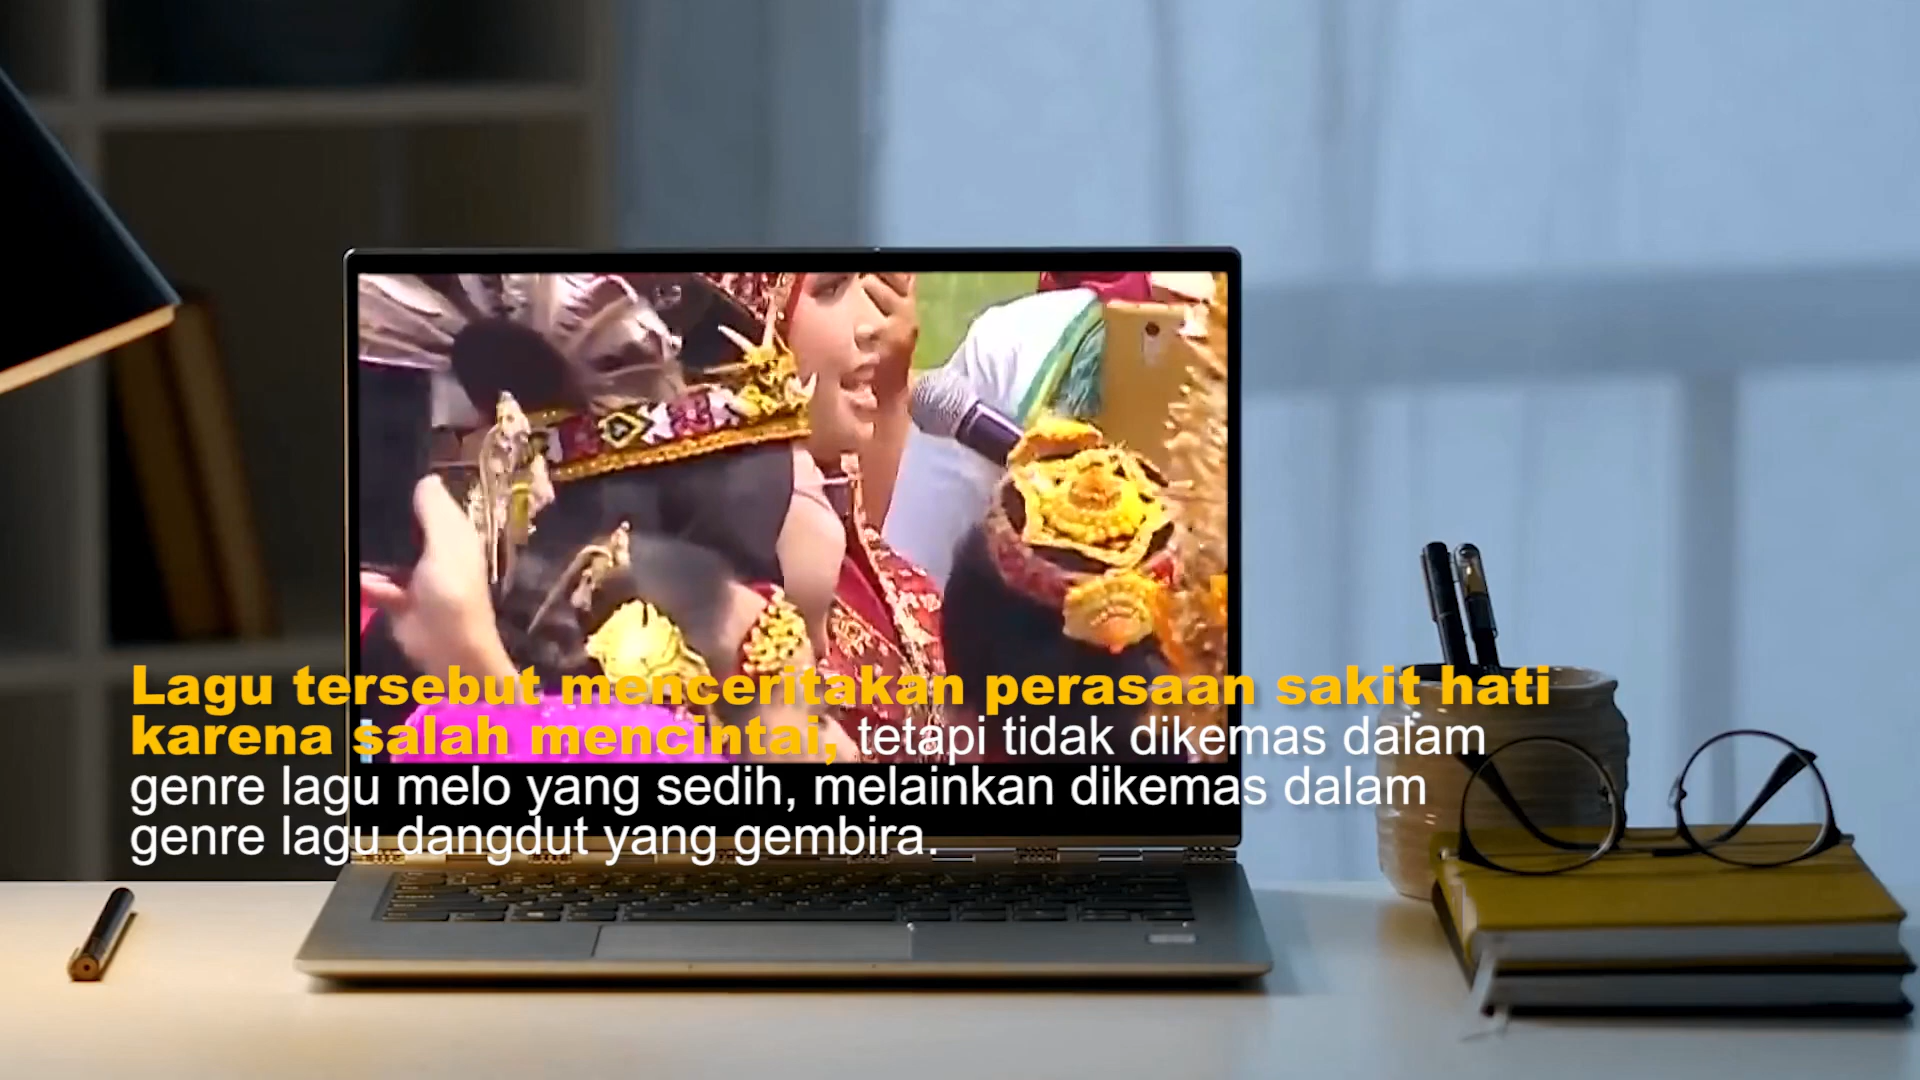 Lagu tersebut menceritakan perasaan sakit hati
karena salah mencintai, tetapi tidak dikemas dalam
genre lagu melo yang sedih, melainkan dikemas dalam
genre lagu dangdut yang gembira.